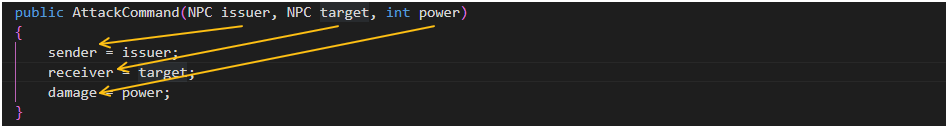 public AttackCommand(NPC issuer, NPC target, int power)
{
sender = issuer;
receiver = target;
damage = power;
}